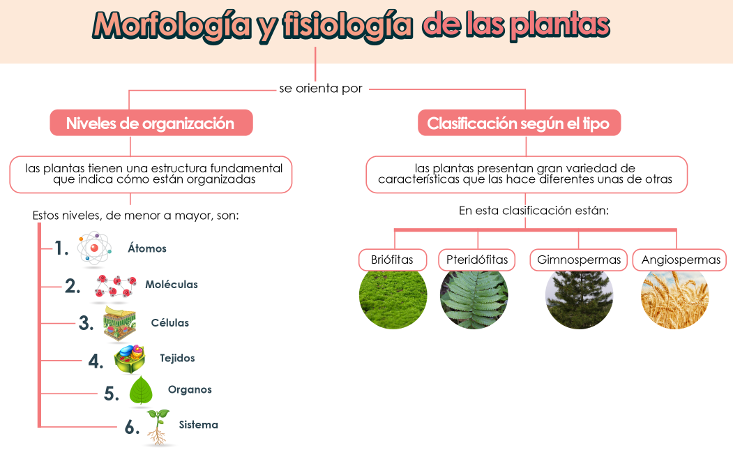 Morfología y fisiología de las plantas
se orienta por
Niveles de organización
las plantas tienen una estructura fundamental
que indica cómo están organizadas
Estos niveles, de menor a mayor, son:
1. Átomos
2. Moléculas
3. Células
4. Tejidos
5. Organos
6. Sistema
Clasificación según el tipo
las plantas presentan gran variedad de
características que las hace diferentes unas de otras
En esta clasificación están:
Briófitas
Pteridófitas
Gimnospermas
Angiospermas